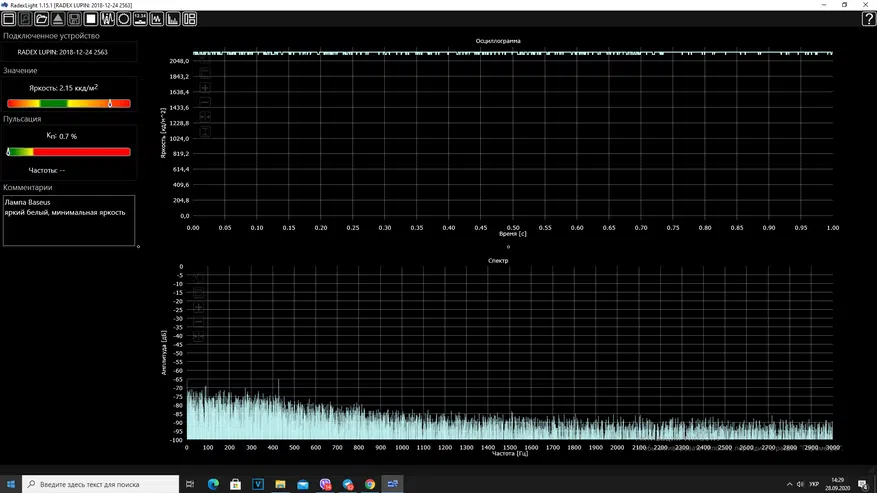 RadexLight 1.15.1 [RADEX LUPIN: 2018-12-24 2563]
Подключенное устройство
RADEX LUPIN: 2018-12-24 2563
Значение
Яркость: 2.15 ккд/м²
Пульсация
Кп: 0.7 %
Частоты: --
Комментарии
Лампа Baseus
яркий белый, минимальная яркость
Осциллограмма
Яркость [кд/м^2]
2048,0
1843,2
1638,4
1433,6
1228,8
1024,0
819,2
614,4
409,6
204,8
0,0
0.00 0.05 0.10 0.15 0.20 0.25 0.30 0.35 0.40 0.45 0.50 0.55 0.60 0.65 0.70 0.75 0.80 0.85 0.90 0.95 1.00
Время [с]
Спектр
Амплитуда [дБ]
0
-5
-10
-15
-20
-25
-30
-35
-40
-45
-50
-55
-60
-65
-70
-75
-80
-85
-90
-95
-100
0 100 200 300 400 500 600 700 800 900 1000 1100 1200 1300 1400 1500 1600 1700 1800 1900 2000 2100 2200 2300 2400 2500 2600 2700 2800 2900 3000
Частота [Гц]
Введите здесь текст для поиска
УКР
14:29
28.09.2020